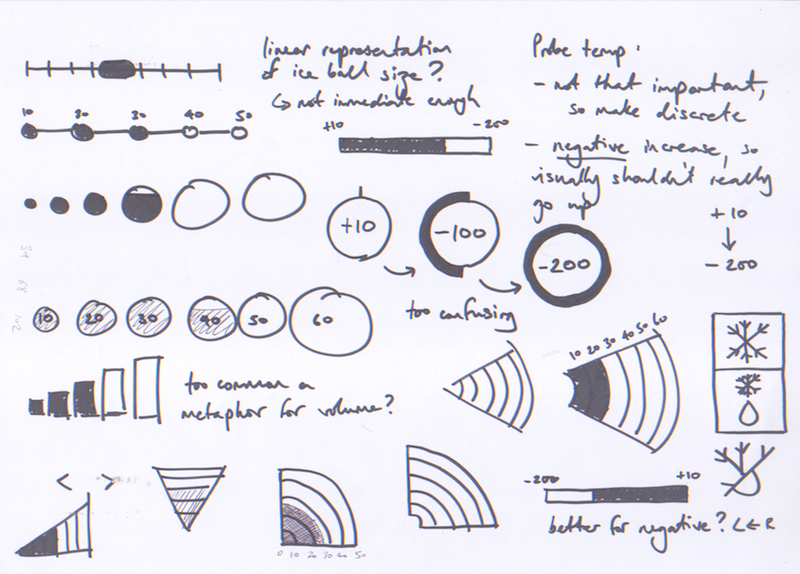 linear representation
of ice ball size?
↳ not immediate enough
Probe temp:
- not that important,
so make discrete
- negative increase, so
visually shouldn't really
go up
+10
↓
-200
10 20 30 40 50
+10 -200
+10
-100
-200
too confusing
10 20 30 40 50 60
too common a
metaphor for volume?
10 20 30 40 50 60
< >
0 10 20 30 40 50
-200 +10
better for negative? L←R